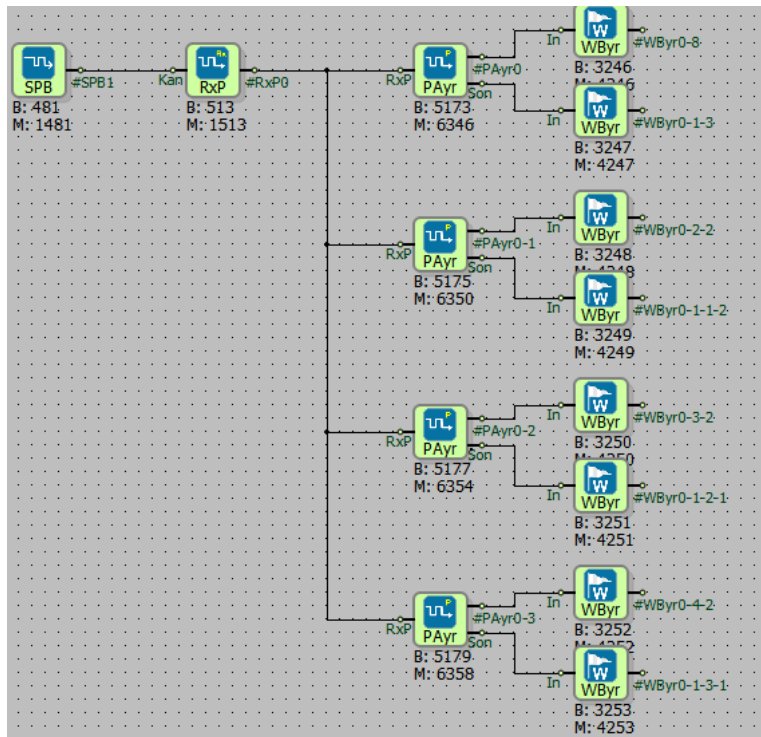 SPB
#SPB1
B: 481
M: 1481
Kan
Rx
RxP
#RxP0
B: 513
M: 1513
RxP
P
PAyr
#PAyr0
Son
B: 5173
M: 6346
In
W
WByr
#WByr0-8
B: 3246
In
W
WByr
#WByr0-1-3
B: 3247
M: 4247
RxP
P
PAyr
#PAyr0-1
Son
B: 5175
M: 6350
In
W
WByr
#WByr0-2-2
B: 3248
M: 4248
In
W
WByr
#WByr0-1-1-2
B: 3249
M: 4249
RxP
P
PAyr
#PAyr0-2
Son
B: 5177
M: 6354
In
W
WByr
#WByr0-3-2
B: 3250
M: 4250
In
W
WByr
#WByr0-1-2-1
B: 3251
M: 4251
RxP
P
PAyr
#PAyr0-3
Son
B: 5179
M: 6358
In
W
WByr
#WByr0-4-2
B: 3252
M: 4252
In
W
WByr
#WByr0-1-3-1
B: 3253
M: 4253